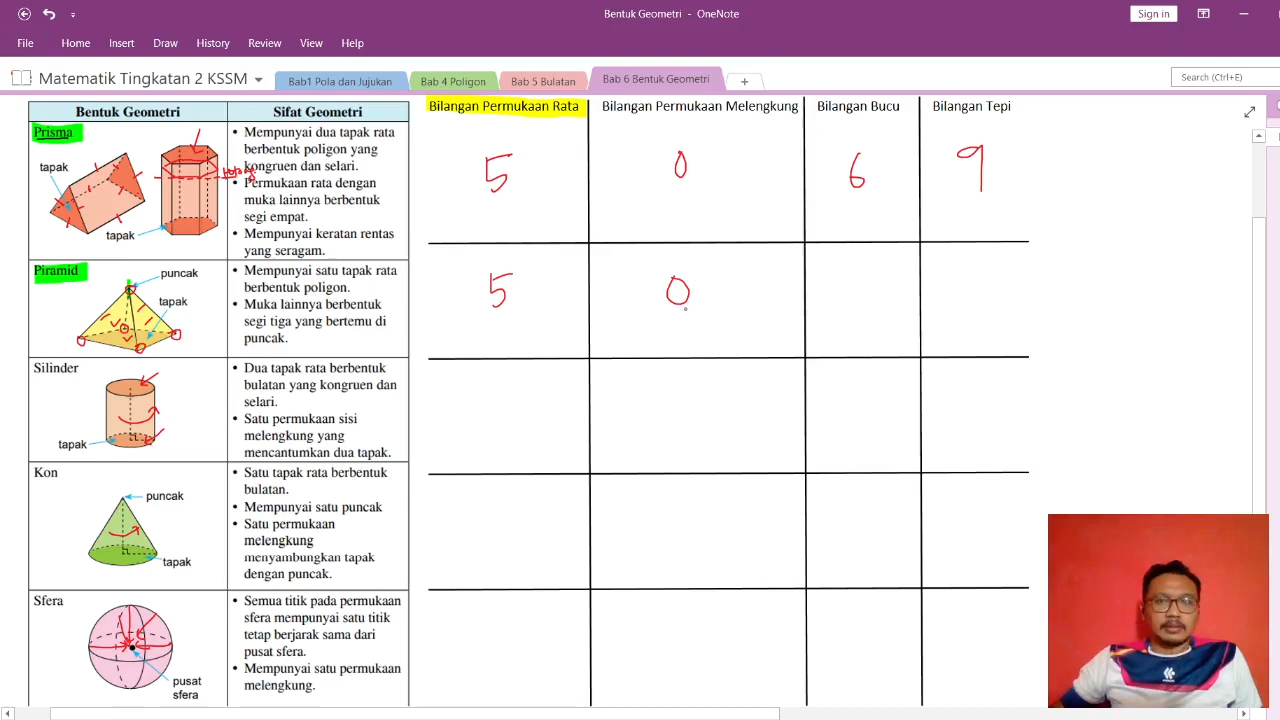 Bentuk Geometri - OneNote
Sign in
File Home Insert Draw History Review View Help
Matematik Tingkatan 2 KSSM
Bab1 Pola dan Jujukan
Bab 4 Poligon
Bab 5 Bulatan
Bab 6 Bentuk Geometri
Search (Ctrl+E)
Bentuk Geometri
Sifat Geometri
Bilangan Permukaan Rata
Bilangan Permukaan Melengkung
Bilangan Bucu
Bilangan Tepi
Prisma
tapak
tapak
• Mempunyai dua tapak rata
berbentuk poligon yang
kongruen dan selari.
• Permukaan rata dengan
muka lainnya berbentuk
segi empat.
• Mempunyai keratan rentas
yang seragam.
5
0
6
9
Piramid
puncak
tapak
• Mempunyai satu tapak rata
berbentuk poligon.
• Muka lainnya berbentuk
segi tiga yang bertemu di
puncak.
5
0
Silinder
tapak
• Dua tapak rata berbentuk
bulatan yang kongruen dan
selari.
• Satu permukaan sisi
melengkung yang
mencantumkan dua tapak.
Kon
puncak
tapak
• Satu tapak rata berbentuk
bulatan.
• Mempunyai satu puncak
• Satu permukaan
melengkung
menyambungkan tapak
dengan puncak.
Sfera
pusat
sfera
• Semua titik pada permukaan
sfera mempunyai satu titik
tetap berjarak sama dari
pusat sfera.
• Mempunyai satu permukaan
melengkung.